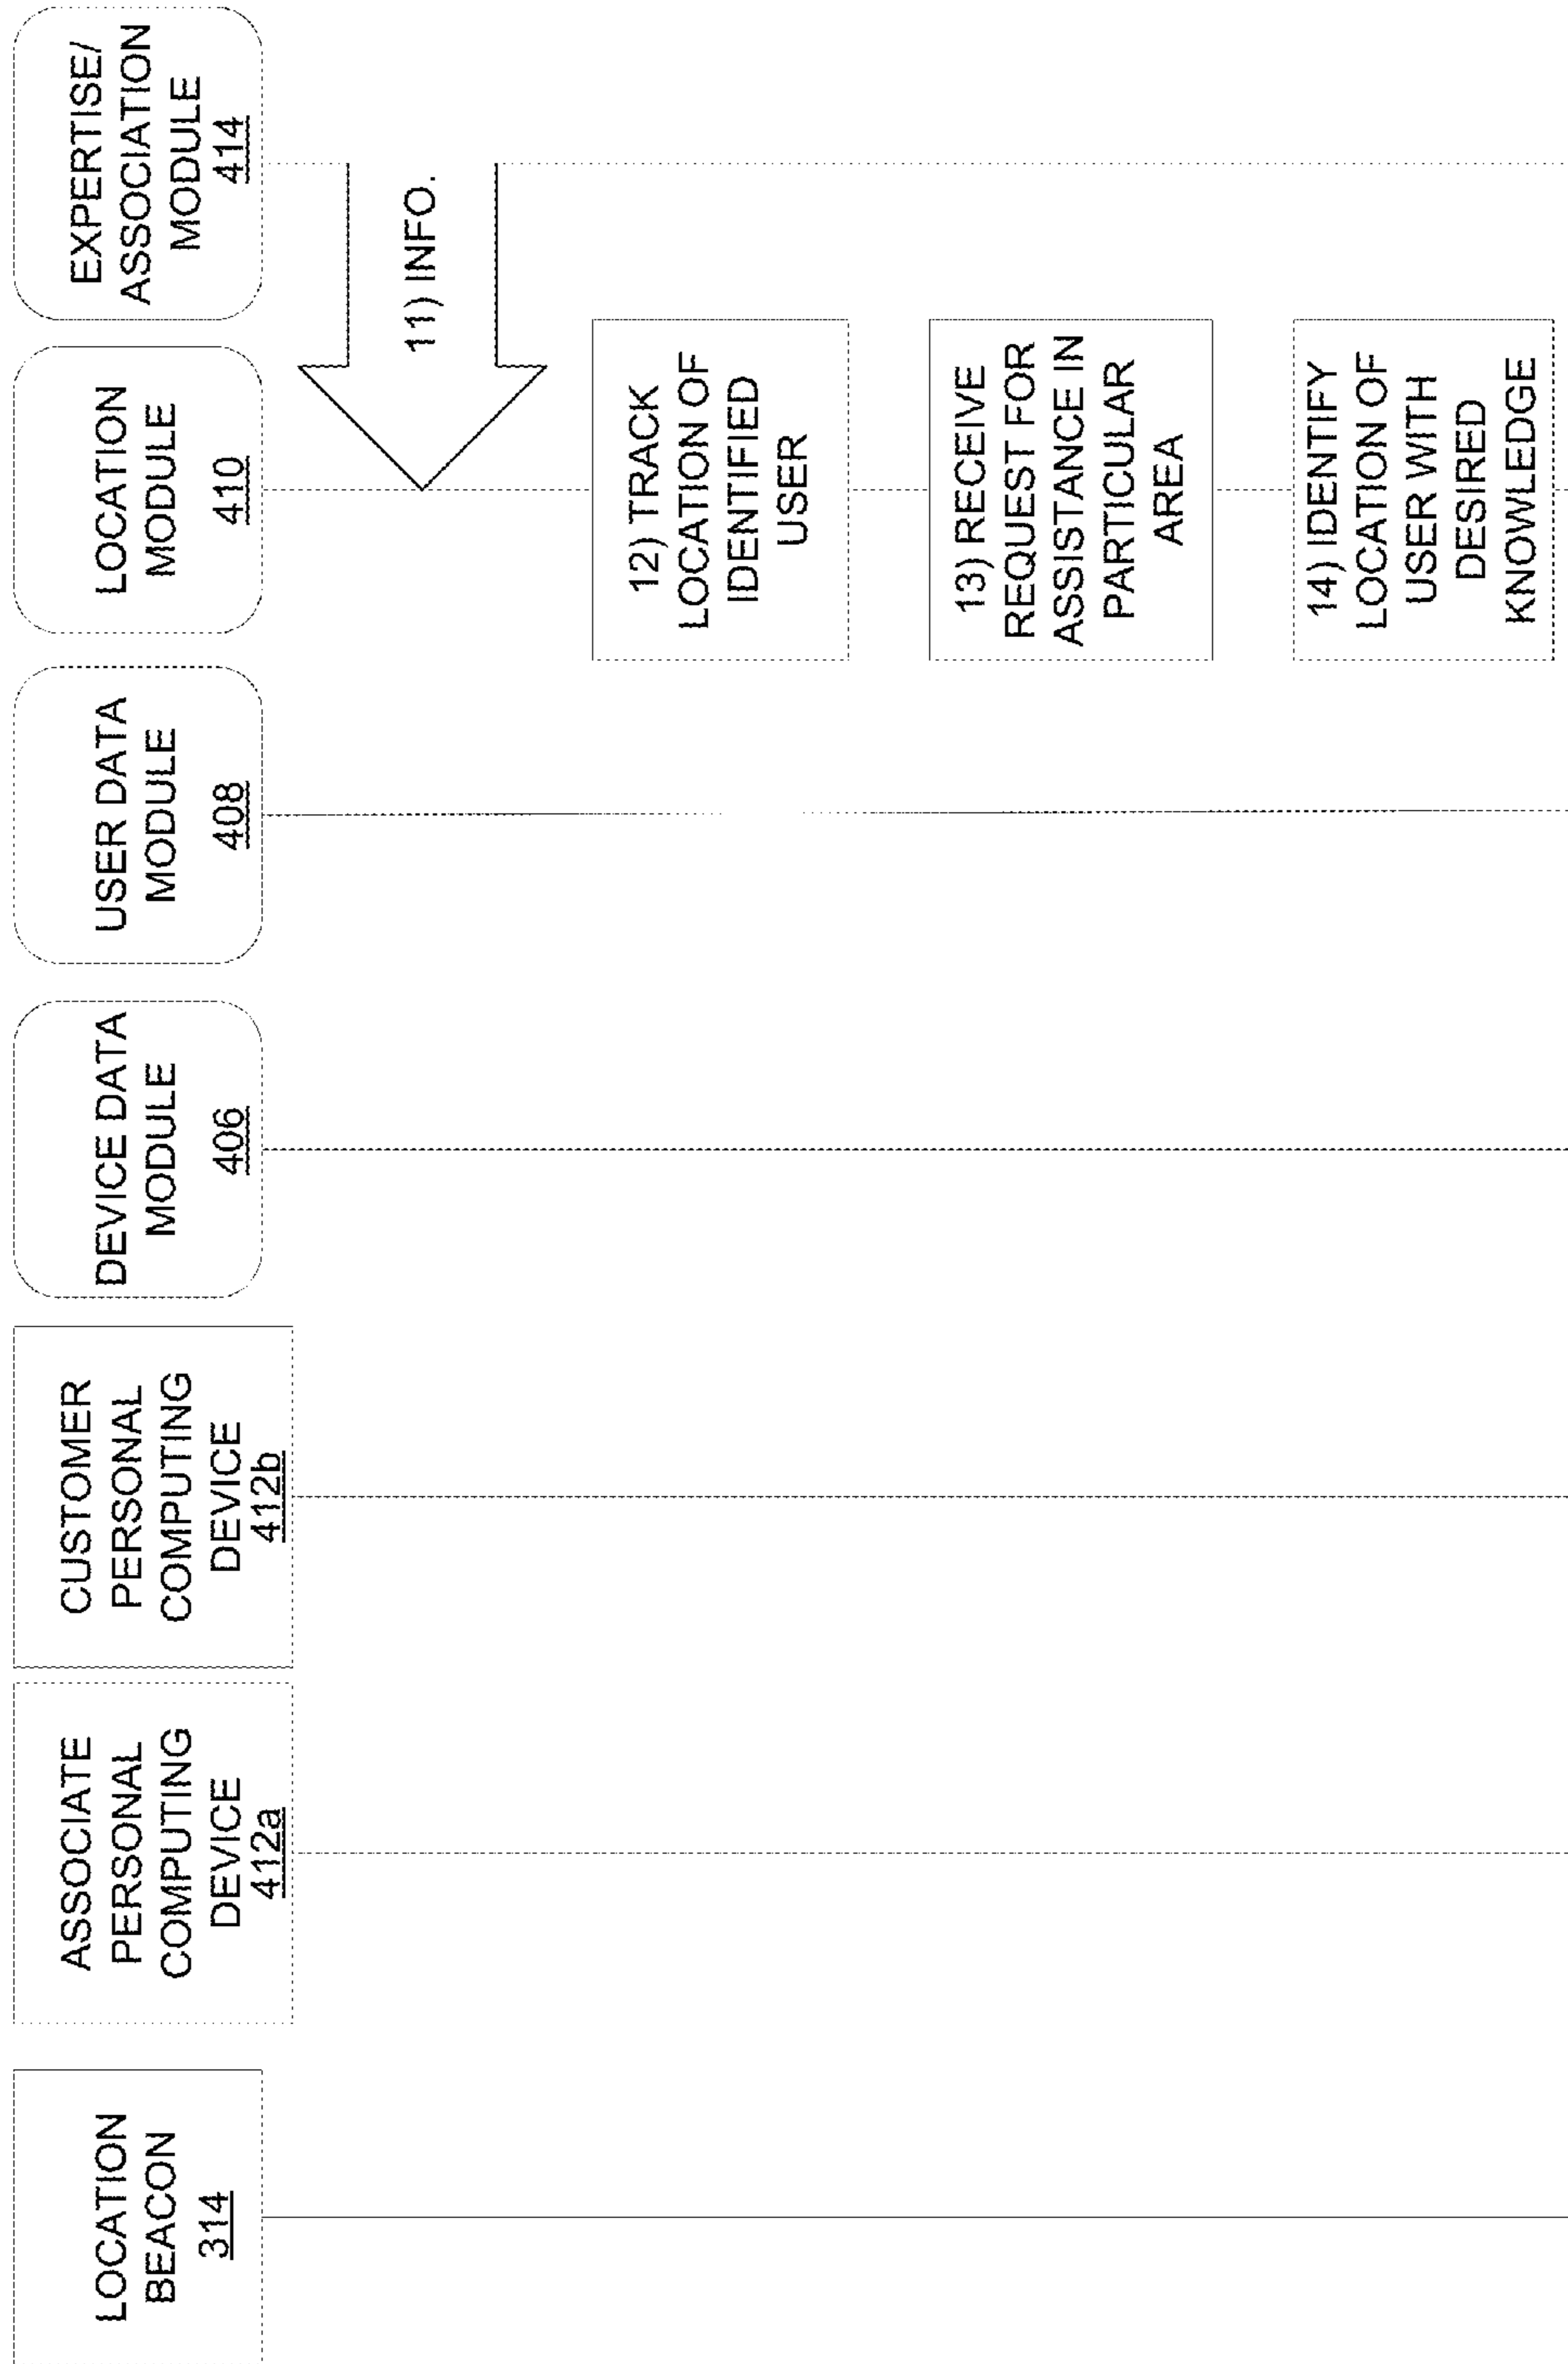 LOCATION
BEACON
314
ASSOCIATE
PERSONAL
COMPUTING
DEVICE
412a
CUSTOMER
PERSONAL
COMPUTING
DEVICE
412b
DEVICE DATA
MODULE
406
USER DATA
MODULE
408
LOCATION
MODULE
410
EXPERTISE/
ASSOCIATION
MODULE
414
11) INFO.
12) TRACK
LOCATION OF
IDENTIFIED
USER
13) RECEIVE
REQUEST FOR
ASSISTANCE IN
PARTICULAR
AREA
14) IDENTIFY
LOCATION OF
USER WITH
DESIRED
KNOWLEDGE